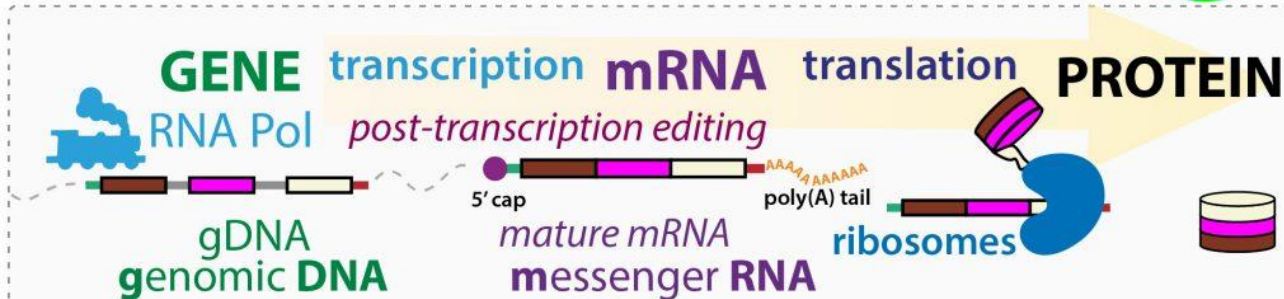 GENE transcription mRNA translation PROTEIN
RNA Pol post-transcription editing
5' cap
AAAAAAAAAAA
poly(A) tail
gDNA
genomic DNA
mature mRNA
messenger RNA
ribosomes